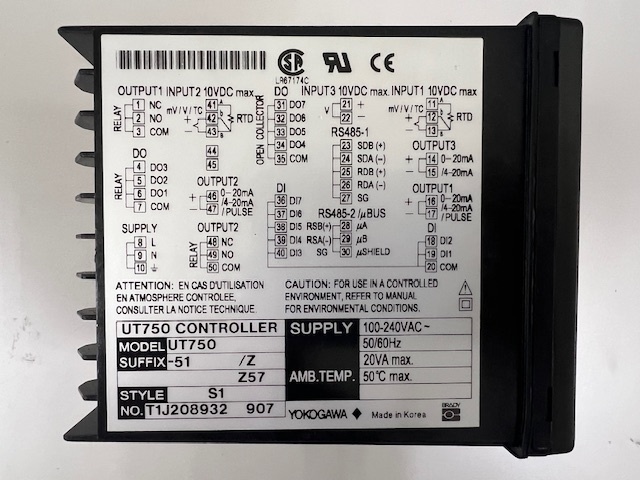 LR67174C
OUTPUT1
RELAY
1 NC
2 NO
3 COM
INPUT2 10VDC max.
mV / V / TC
RTD
41
+ 42
- 43
44
45
DO
OPEN COLLECTOR
31 DO7
32 DO6
33 DO5
34 DO4
35 COM
INPUT3 10VDC max.
V
21 +
22 -
INPUT1 10VDC max.
mV / V / TC
RTD
11
+ 12
- 13
RS485-1
23 SDB (+)
24 SDA (-)
25 RDB (+)
26 RDA (-)
27 SG
OUTPUT3
+ 14 0~20mA
- 15 /4~20mA
DO
RELAY
4 DO3
5 DO2
6 DO1
7 COM
OUTPUT2
+ 46 0~20mA
- 47 /4~20mA
/PULSE
DI
36 DI7
37 DI6
38 DI5
39 DI4
40 DI3
RS485-2 /μBUS
RSB(+) 28 μA
RSA(-) 29 μB
SG 30 μSHIELD
OUTPUT1
+ 16 0~20mA
- 17 /4~20mA
/PULSE
SUPPLY
8 L
9 N
10
OUTPUT2
RELAY
48 NC
49 NO
50 COM
DI
18 DI2
19 DI1
20 COM
ATTENTION : EN CAS D'UTILISATION
EN ATMOSPHERE CONTROLEE,
CONSULTER LA NOTICE TECHNIQUE.
CAUTION: FOR USE IN A CONTROLLED
ENVIRONMENT, REFER TO MANUAL
FOR ENVIRONMENTAL CONDITIONS.
UT750 CONTROLLER
MODEL UT750
SUFFIX -51 /Z
Z57
STYLE S1
NO. T1J208932 907
SUPPLY 100-240VAC~
50/60Hz
20VA max.
AMB.TEMP. 50°C max.
YOKOGAWA Made in Korea
BRADY